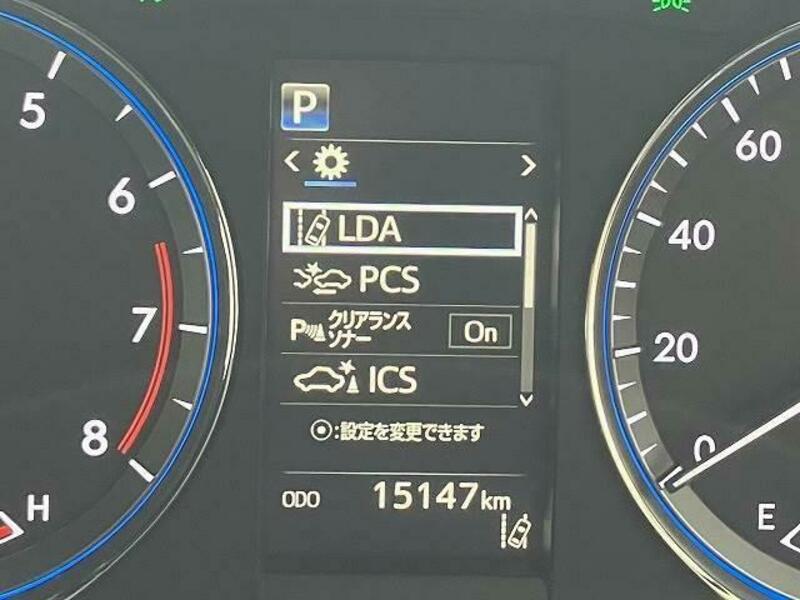 5
6
7
8
H
P
LDA
PCS
P クリアランス
ソナー
On
ICS
:設定を変更できます
ODO 15147km
60
40
20
0
E